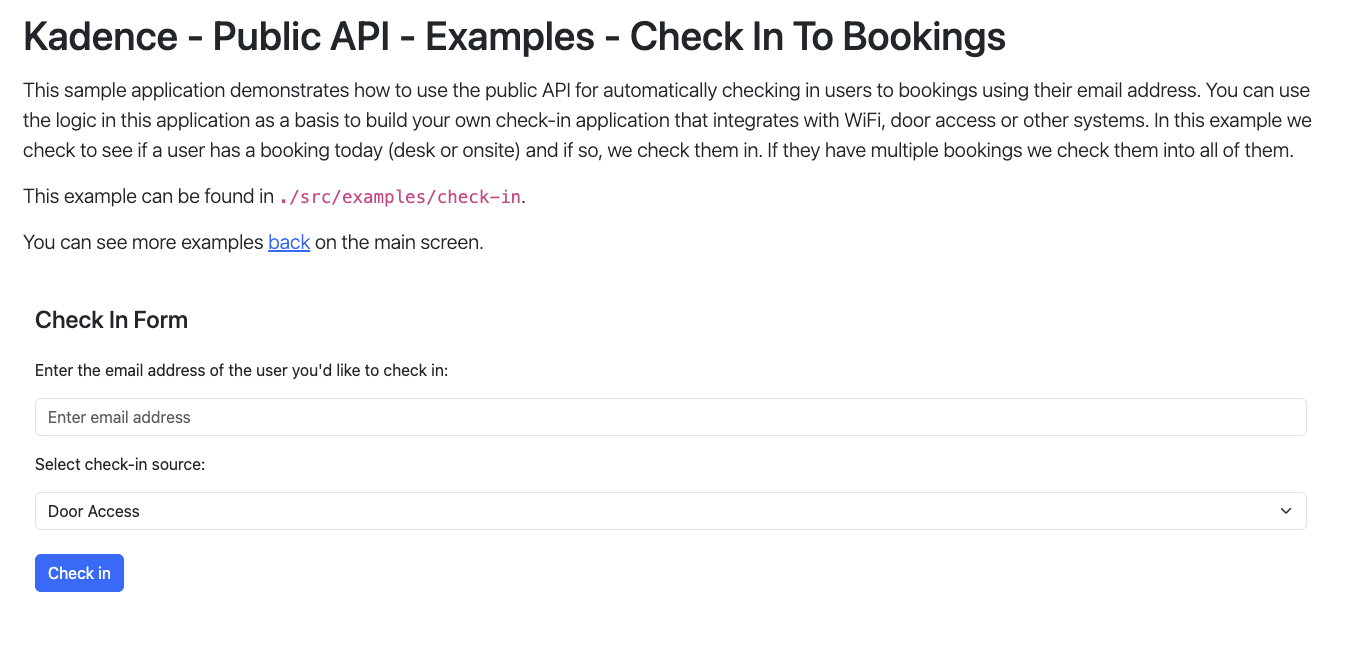 Kadence - Public API - Examples - Check In To Bookings
This sample application demonstrates how to use the public API for automatically checking in users to bookings using their email address. You can use
the logic in this application as a basis to build your own check-in application that integrates with WiFi, door access or other systems. In this example we
check to see if a user has a booking today (desk or onsite) and if so, we check them in. If they have multiple bookings we check them into all of them.
This example can be found in ./src/examples/check-in.
You can see more examples back on the main screen.
Check In Form
Enter the email address of the user you'd like to check in:
Enter email address
Select check-in source:
Door Access
Check in